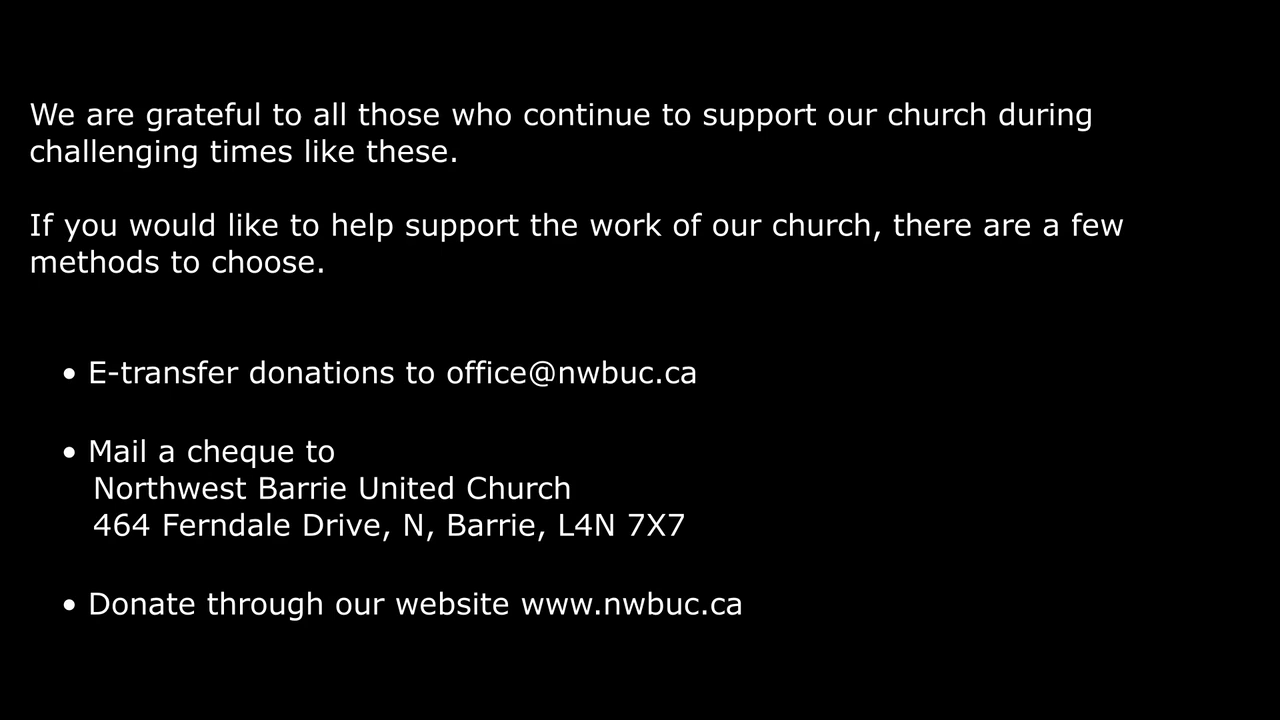 We are grateful to all those who continue to support our church during
challenging times like these.
If you would like to help support the work of our church, there are a few
methods to choose.
• E-transfer donations to office@nwbuc.ca
• Mail a cheque to
Northwest Barrie United Church
464 Ferndale Drive, N, Barrie, L4N 7X7
• Donate through our website www.nwbuc.ca